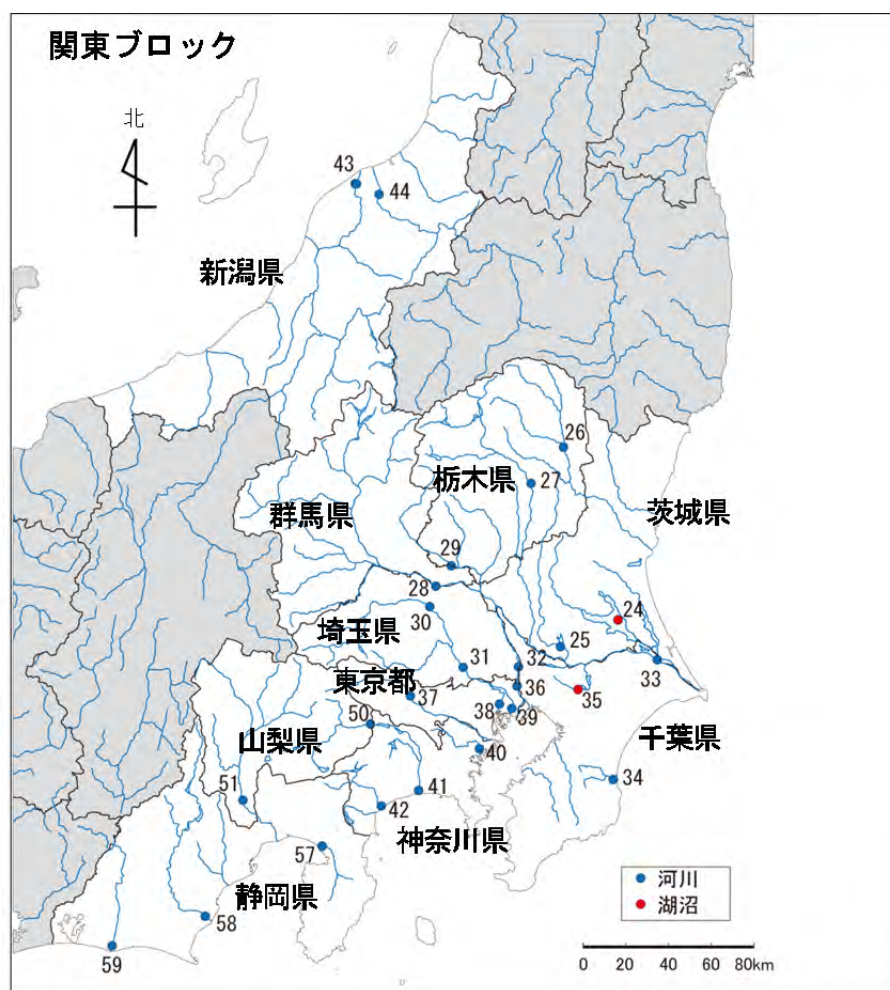 関東ブロック
北
43
44
新潟県
26
栃木県
27
群馬県
茨城県
29
28
24
30
埼玉県
25
31
32
33
東京都
36
35
37
38
39
50
千葉県
山梨県
40
34
51
41
42
神奈川県
57
河川
静岡県
湖沼
58
59
0 20 40 60 80km